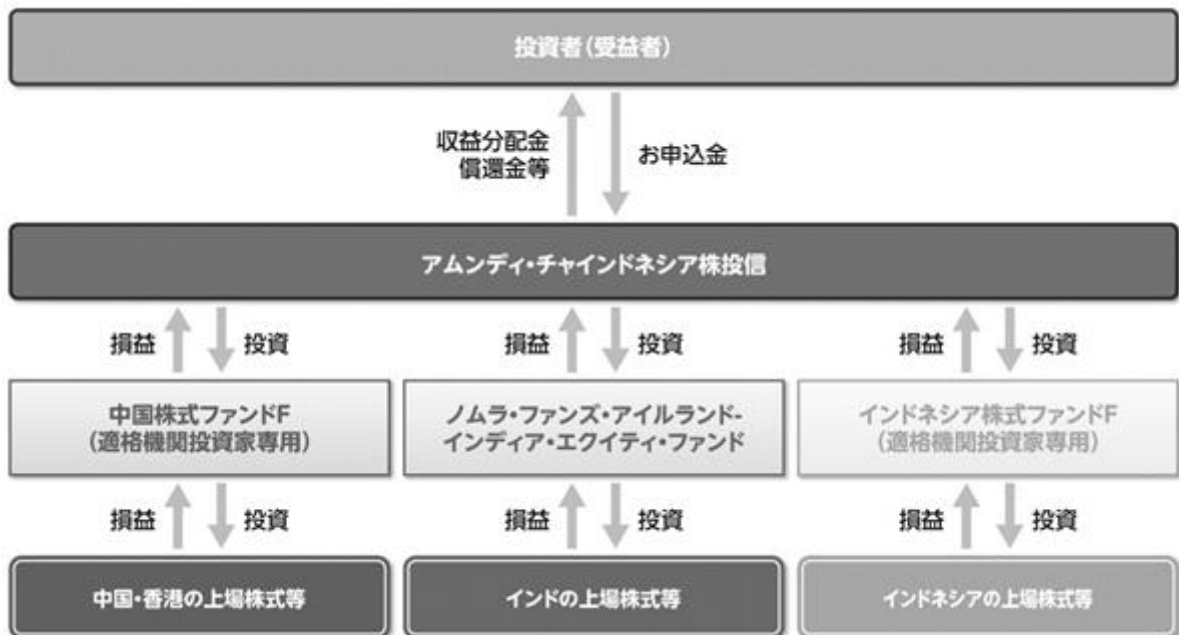 投資者(受益者)
収益分配金
償還金等
お申込金
アムンディ・チャインドネシア株投信
損益 投資 損益 投資 損益 投資
中国株式ファンドF
(適格機関投資家専用)
ノムラ・ファンズ・アイルランド-
インディア・エクイティ・ファンド
インドネシア株式ファンドF
(適格機関投資家専用)
損益 投資 損益 投資 損益 投資
中国・香港の上場株式等
インドの上場株式等
インドネシアの上場株式等